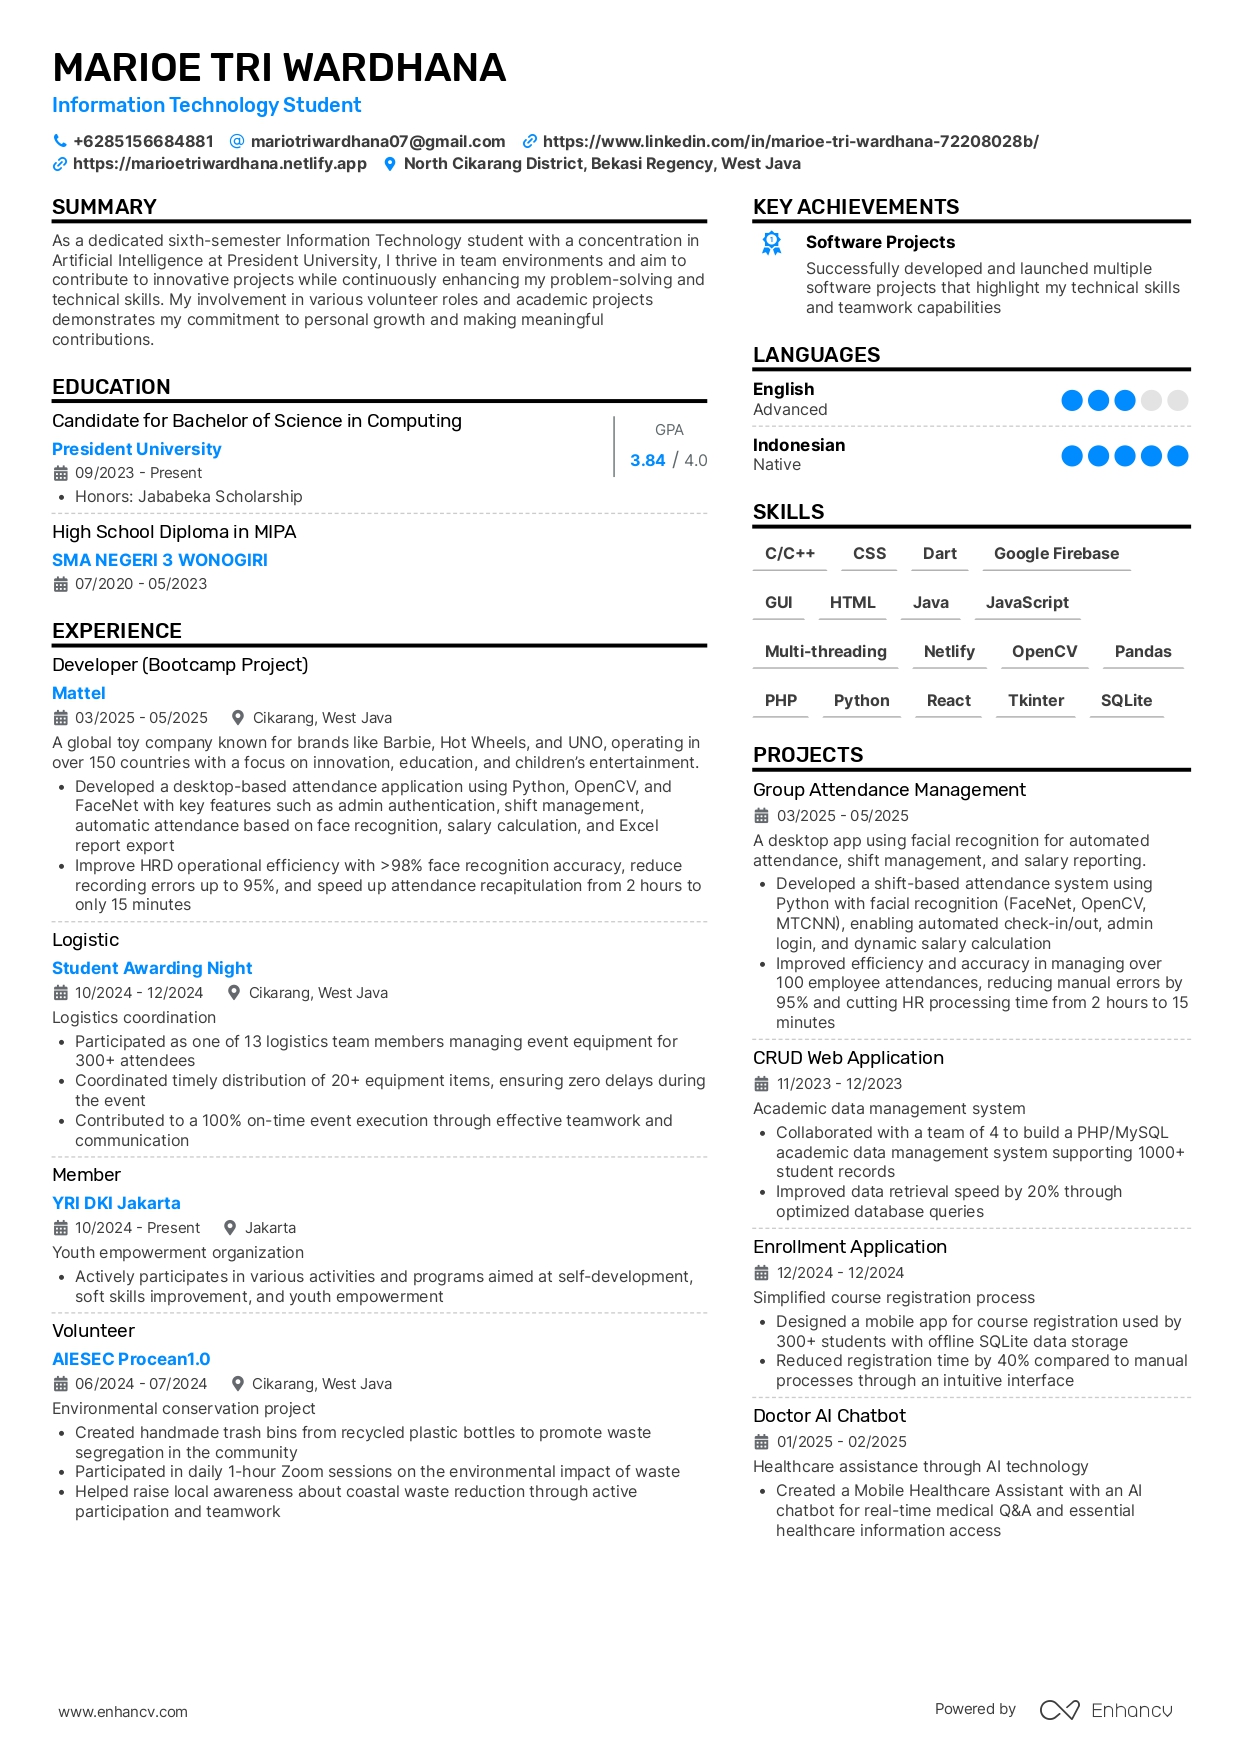 MARIOE TRI WARDHANA
Information Technology Student
+6285156684881 mariotriwardhana07@gmail.com https://www.linkedin.com/in/marioe-tri-wardhana-72208028b/
https://marioetriwardhana.netlify.app North Cikarang District, Bekasi Regency, West Java
SUMMARY
As a dedicated sixth-semester Information Technology student with a concentration in
Artificial Intelligence at President University, I thrive in team environments and aim to
contribute to innovative projects while continuously enhancing my problem-solving and
technical skills. My involvement in various volunteer roles and academic projects
demonstrates my commitment to personal growth and making meaningful
contributions.
EDUCATION
Candidate for Bachelor of Science in Computing
President University
09/2023 - Present
GPA
3.84 / 4.0
• Honors: Jababeka Scholarship
High School Diploma in MIPA
SMA NEGERI 3 WONOGIRI
07/2020 - 05/2023
EXPERIENCE
Developer (Bootcamp Project)
Mattel
03/2025 - 05/2025 Cikarang, West Java
A global toy company known for brands like Barbie, Hot Wheels, and UNO, operating in
over 150 countries with a focus on innovation, education, and children's entertainment.
• Developed a desktop-based attendance application using Python, OpenCV, and
FaceNet with key features such as admin authentication, shift management,
automatic attendance based on face recognition, salary calculation, and Excel
report export
• Improve HRD operational efficiency with >98% face recognition accuracy, reduce
recording errors up to 95%, and speed up attendance recapitulation from 2 hours to
only 15 minutes
Logistic
Student Awarding Night
10/2024 - 12/2024 Cikarang, West Java
Logistics coordination
• Participated as one of 13 logistics team members managing event equipment for
300+ attendees
• Coordinated timely distribution of 20+ equipment items, ensuring zero delays during
the event
• Contributed to a 100% on-time event execution through effective teamwork and
communication
Member
YRI DKI Jakarta
10/2024 - Present Jakarta
Youth empowerment organization
• Actively participates in various activities and programs aimed at self-development,
soft skills improvement, and youth empowerment
Volunteer
AIESEC Procean1.0
06/2024 - 07/2024 Cikarang, West Java
Environmental conservation project
• Created handmade trash bins from recycled plastic bottles to promote waste
segregation in the community
• Participated in daily 1-hour Zoom sessions on the environmental impact of waste
• Helped raise local awareness about coastal waste reduction through active
participation and teamwork
KEY ACHIEVEMENTS
Software Projects
Successfully developed and launched multiple
software projects that highlight my technical skills
and teamwork capabilities
LANGUAGES
English
Advanced
Indonesian
Native
SKILLS
C/C++ CSS Dart Google Firebase
GUI HTML Java JavaScript
Multi-threading Netlify OpenCV Pandas
PHP Python React Tkinter SQLite
PROJECTS
Group Attendance Management
03/2025 - 05/2025
A desktop app using facial recognition for automated
attendance, shift management, and salary reporting.
• Developed a shift-based attendance system using
Python with facial recognition (FaceNet, OpenCV,
MTCNN), enabling automated check-in/out, admin
login, and dynamic salary calculation
• Improved efficiency and accuracy in managing over
100 employee attendances, reducing manual errors by
95% and cutting HR processing time from 2 hours to 15
minutes
CRUD Web Application
11/2023 - 12/2023
Academic data management system
• Collaborated with a team of 4 to build a PHP/MySQL
academic data management system supporting 1000+
student records
• Improved data retrieval speed by 20% through
optimized database queries
Enrollment Application
12/2024 - 12/2024
Simplified course registration process
• Designed a mobile app for course registration used by
300+ students with offline SQLite data storage
• Reduced registration time by 40% compared to manual
processes through an intuitive interface
Doctor AI Chatbot
01/2025 - 02/2025
Healthcare assistance through AI technology
• Created a Mobile Healthcare Assistant with an AI
chatbot for real-time medical Q&A and essential
healthcare information access
www.enhancv.com
Powered by Enhancv